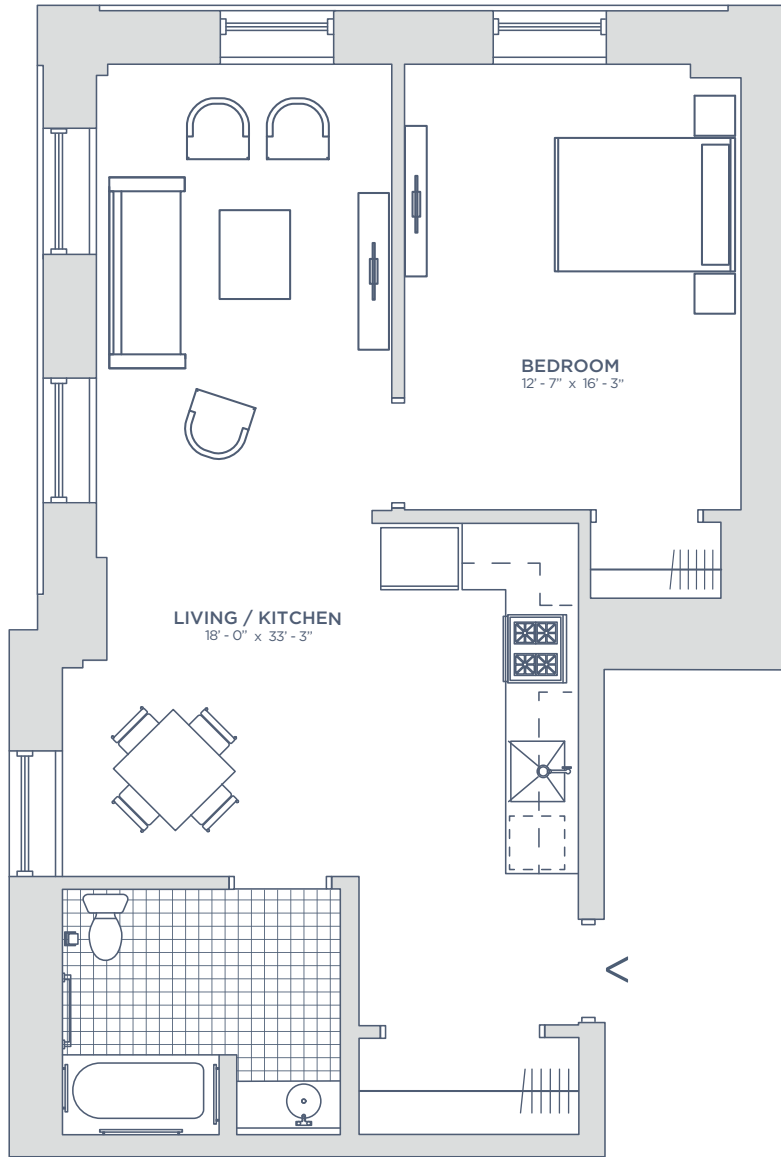 BEDROOM
12' - 7" x 16' - 3"
LIVING / KITCHEN
18' - 0" x 33' - 3"